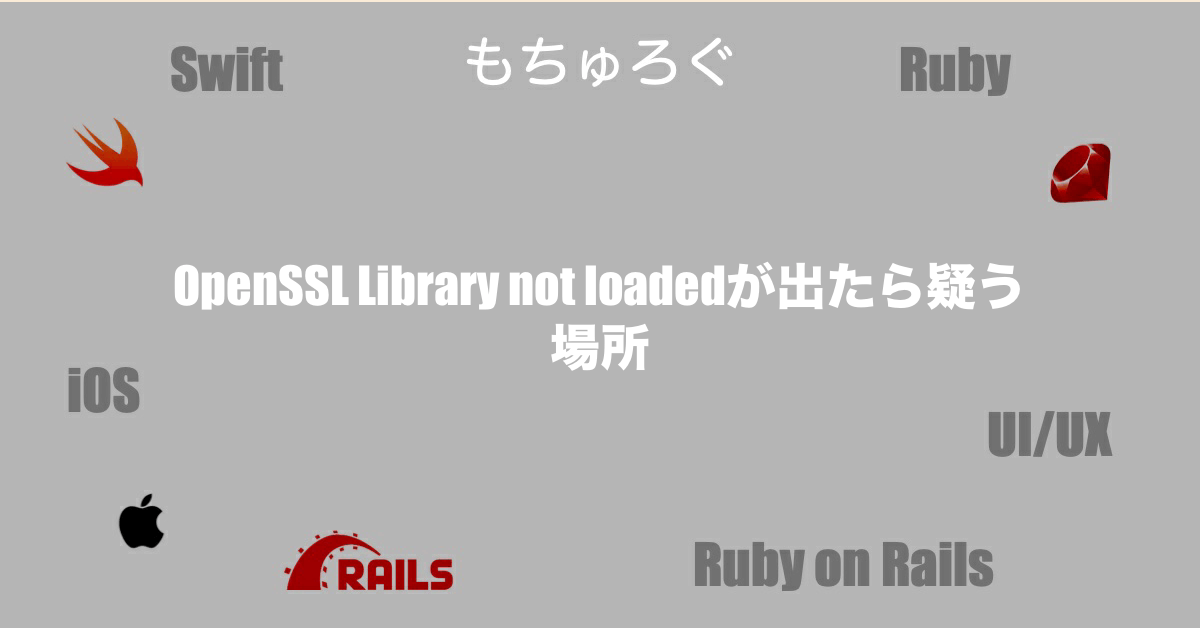 Swift
もちゅろぐ
Ruby
OpenSSL Library not loadedが出たら疑う
場所
iOS
UI/UX
RAILS
Ruby on Rails